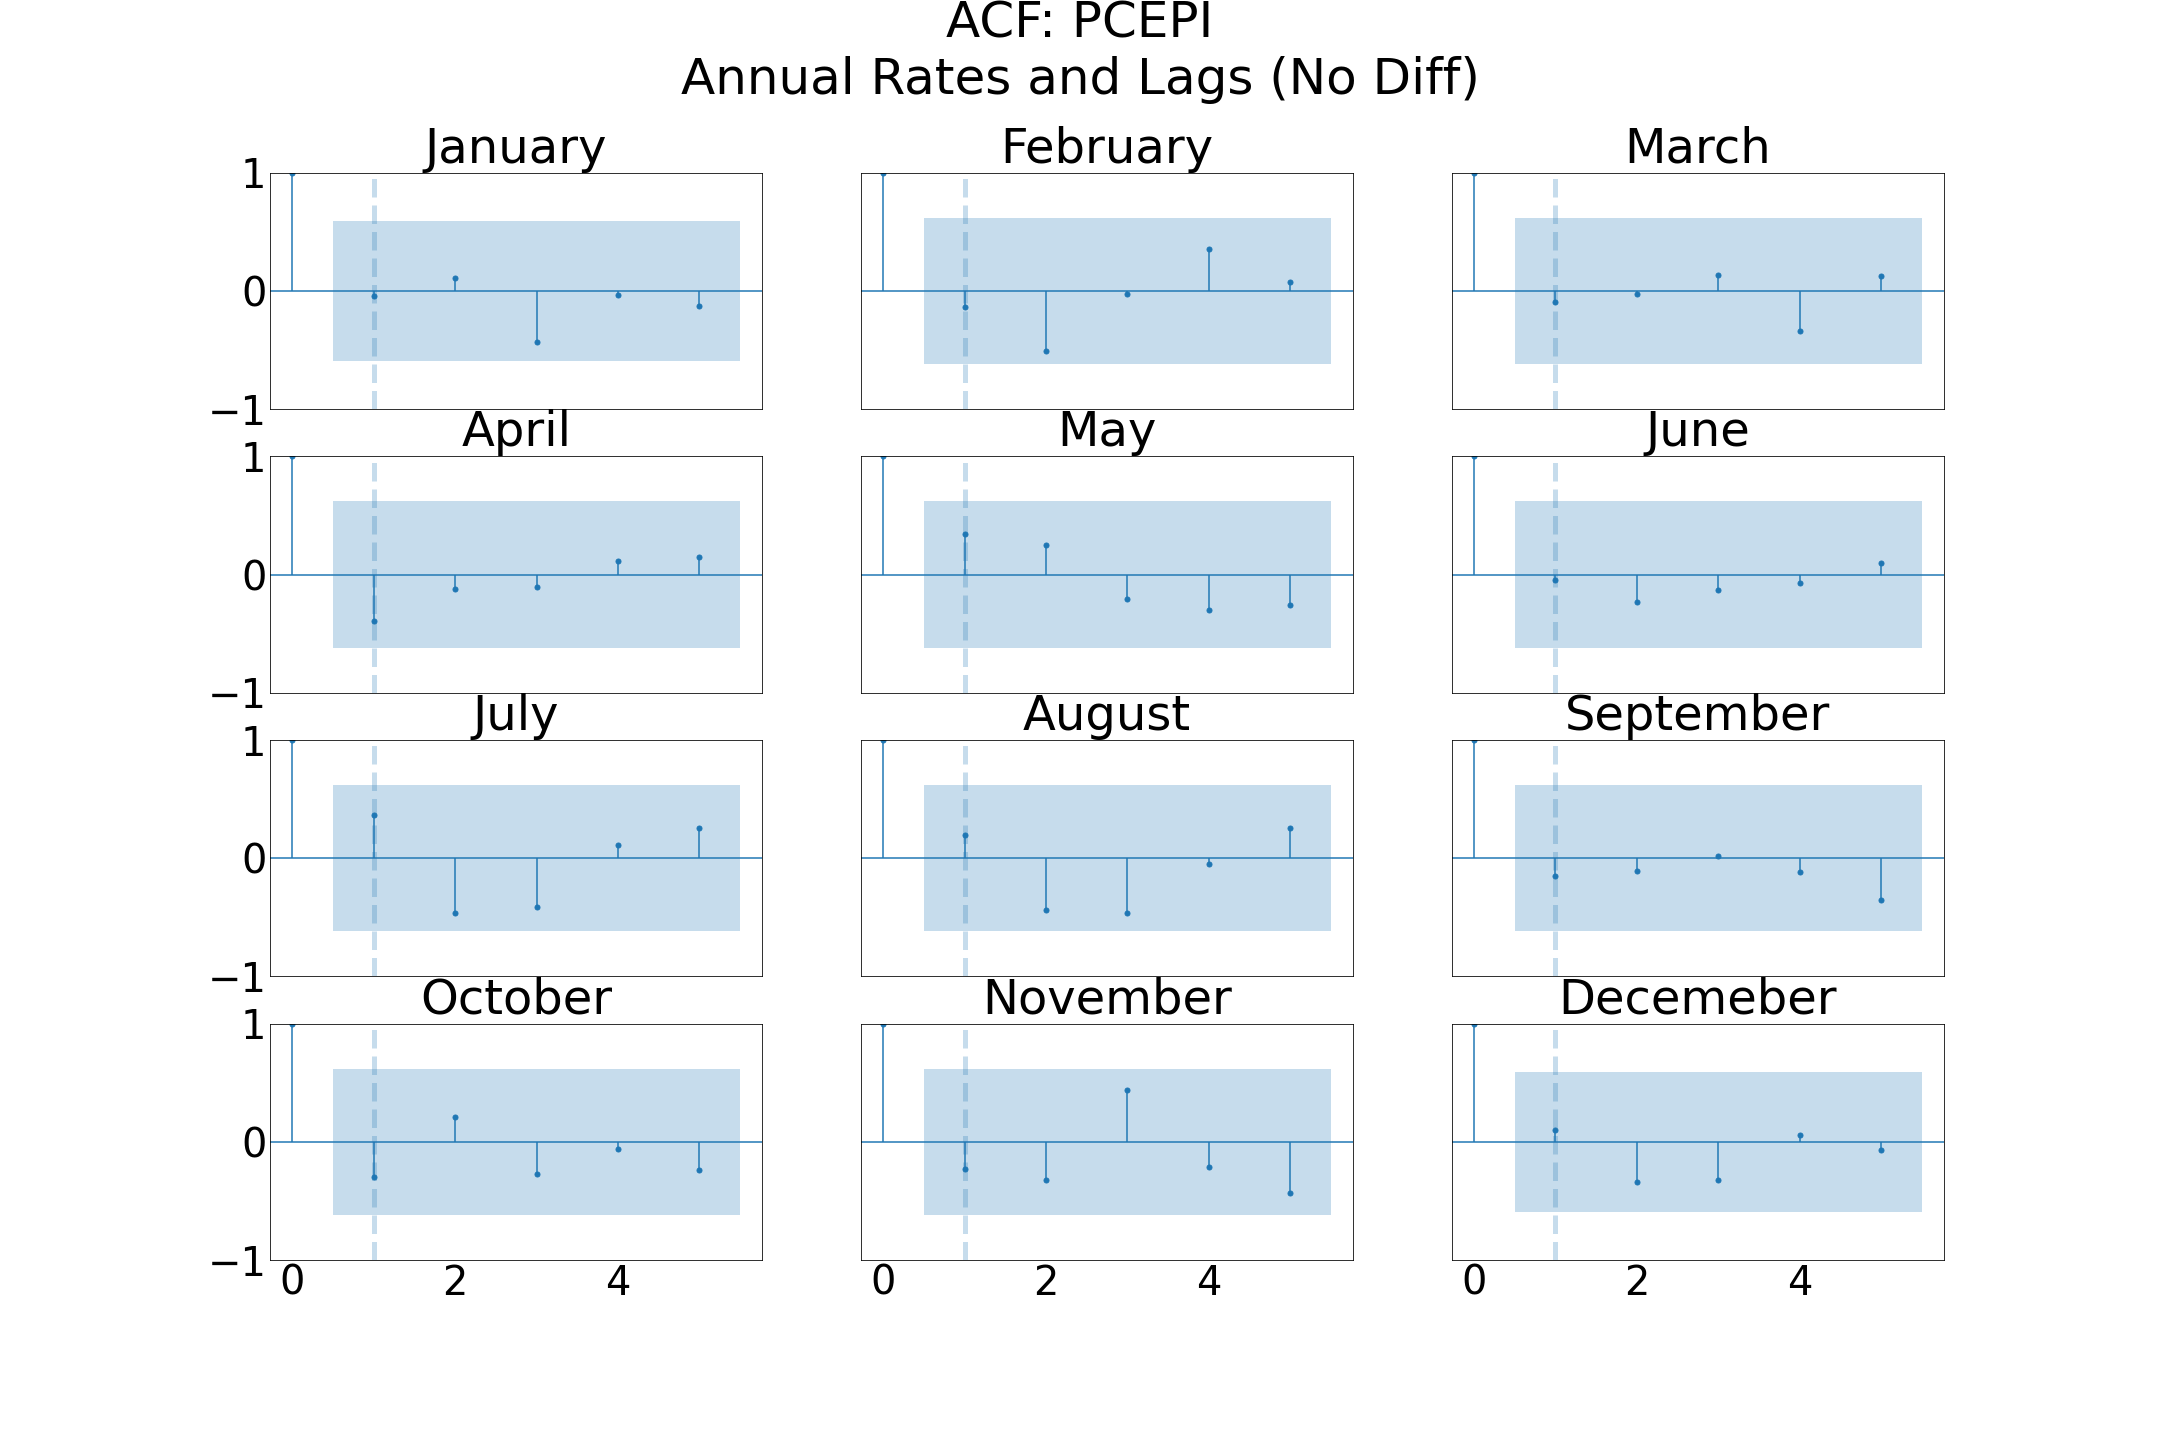 ACF: PCEPI
Annual Rates and Lags (No Diff)
January
February
March
1
0
−1
April
May
June
1
0
−1
July
August
September
1
0
−1
October
November
Decemeber
1
0
−1
0 2 4
0 2 4
0 2 4